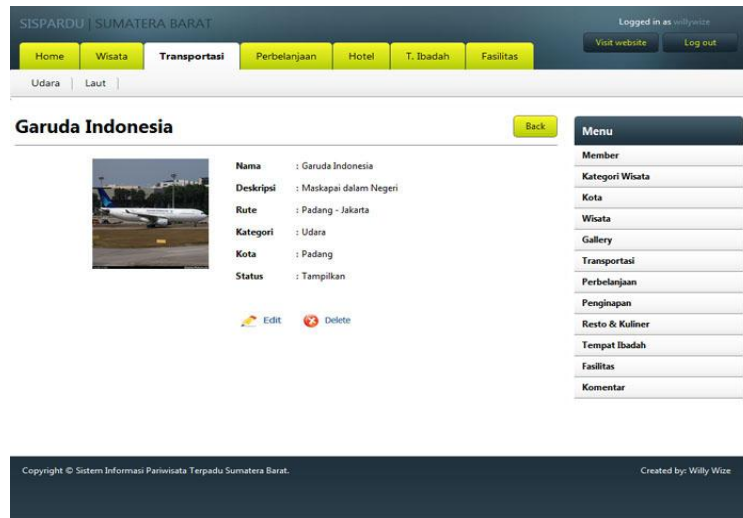 SISPARDU | SUMATERA BARAT
Logged in as willywize
Visit website
Log out
Home
Wisata
Transportasi
Perbelanjaan
Hotel
T. Ibadah
Fasilitas
Udara
Laut
Garuda Indonesia
Back
Nama : Garuda Indonesia
Deskripsi : Maskapai dalam Negeri
Rute : Padang - Jakarta
Kategori : Udara
Kota : Padang
Status : Tampilkan
Edit
Delete
Menu
Member
Kategori Wisata
Kota
Wisata
Gallery
Transportasi
Perbelanjaan
Penginapan
Resto & Kuliner
Tempat Ibadah
Fasilitas
Komentar
Copyright © Sistem Informasi Pariwisata Terpadu Sumatera Barat.
Created by: Willy Wize